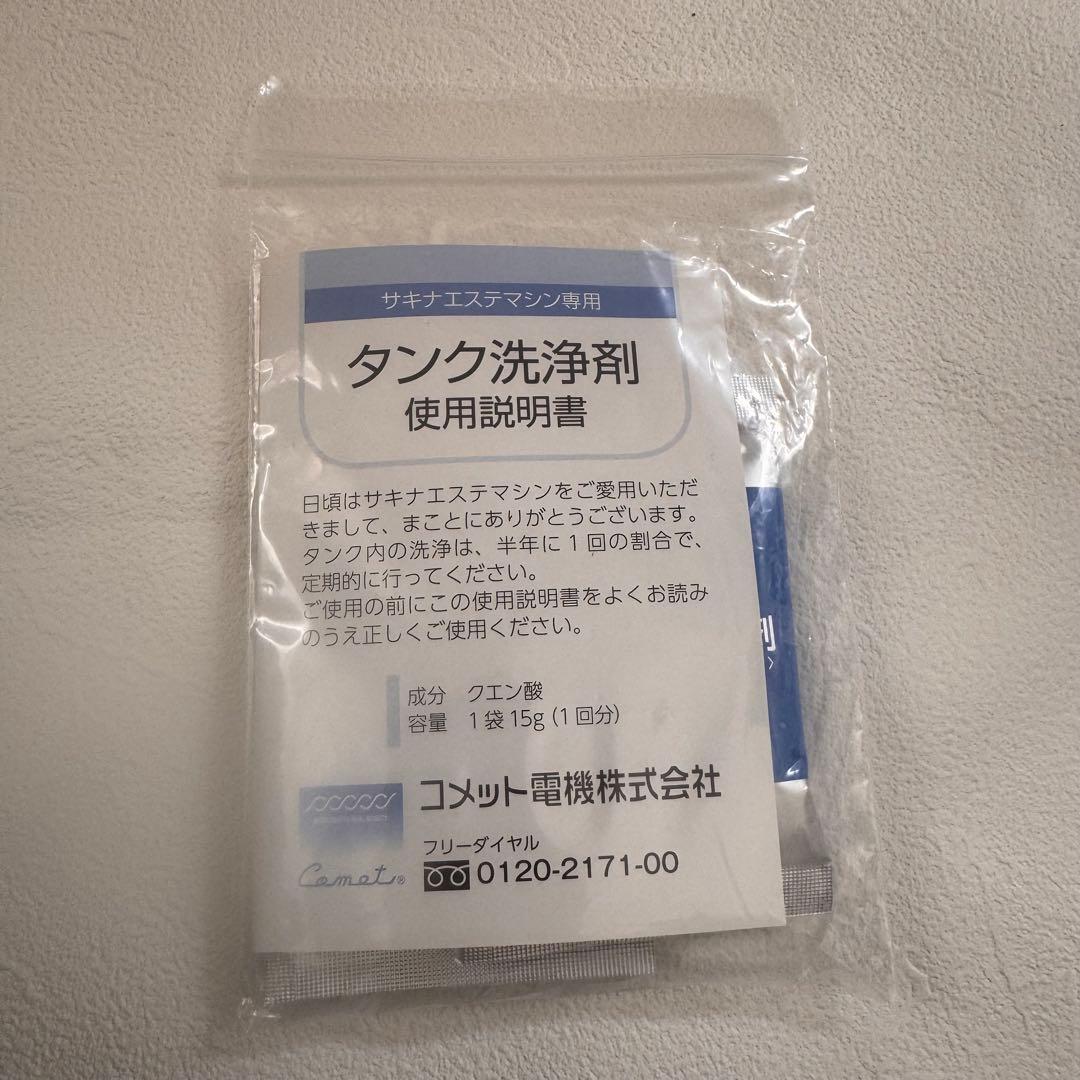 サキナエステマシン専用
タンク洗浄剤
使用説明書
日頃はサキナエステマシンをご愛用いただ
きまして、まことにありがとうございます。
タンク内の洗浄は、半年に1回の割合で、
定期的に行ってください。
ご使用の前にこの使用説明書をよくお読み
のうえ正しくご使用ください。
成分 クエン酸
容量 1袋15g(1回分)
コメット電機株式会社
フリーダイヤル
0120-2171-00
Comet®
剤